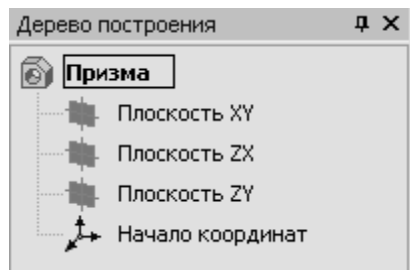 Дерево построения
Призма
Плоскость XY
Плоскость ZX
Плоскость ZY
Начало координат